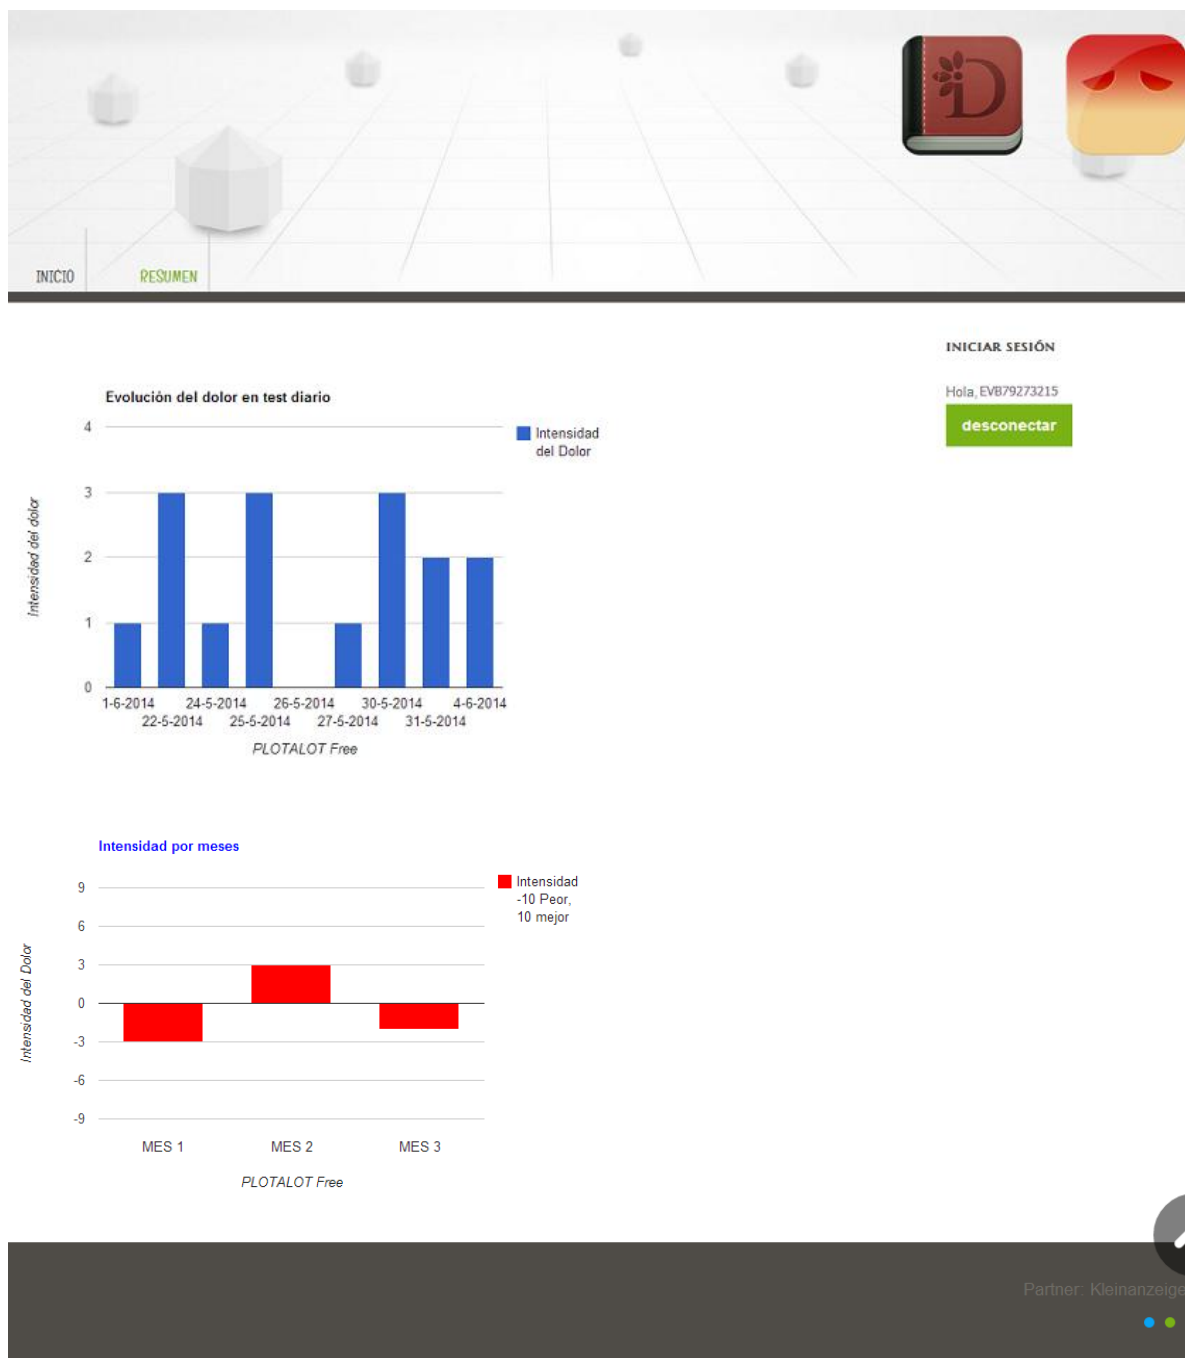 D
INICIO
RESUMEN
INICIAR SESIÓN
Hola, EVB79273215
desconectar
Evolución del dolor en test diario
Intensidad
del Dolor
Intensidad del dolor
4
3
2
1
0
1-6-2014
24-5-2014
26-5-2014
30-5-2014
4-6-2014
22-5-2014
25-5-2014
27-5-2014
31-5-2014
PLOTALOT Free
Intensidad por meses
Intensidad
-10 Peor,
10 mejor
Intensidad del Dolor
9
6
3
0
-3
-6
-9
MES 1
MES 2
MES 3
PLOTALOT Free
Partner: Kleinanzeige